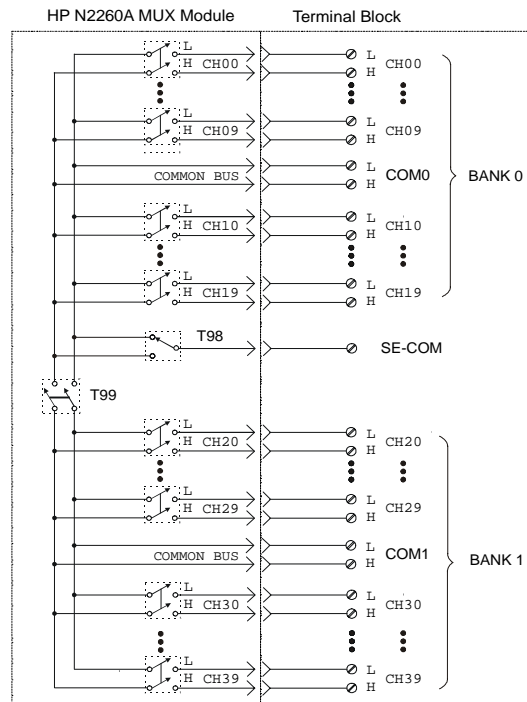 HP N2260A MUX Module Terminal Block
L L
H CH00 H CH00
L L
H CH09 H CH09
L
COMMON BUS H COM0 BANK 0
L L
H CH10 H CH10
L L
H CH19 H CH19
T98 SE-COM
T99
L L
H CH20 H CH20
L L
H CH29 H CH29
L
COMMON BUS H COM1 BANK 1
L L
H CH30 H CH30
L L
H CH39 H CH39